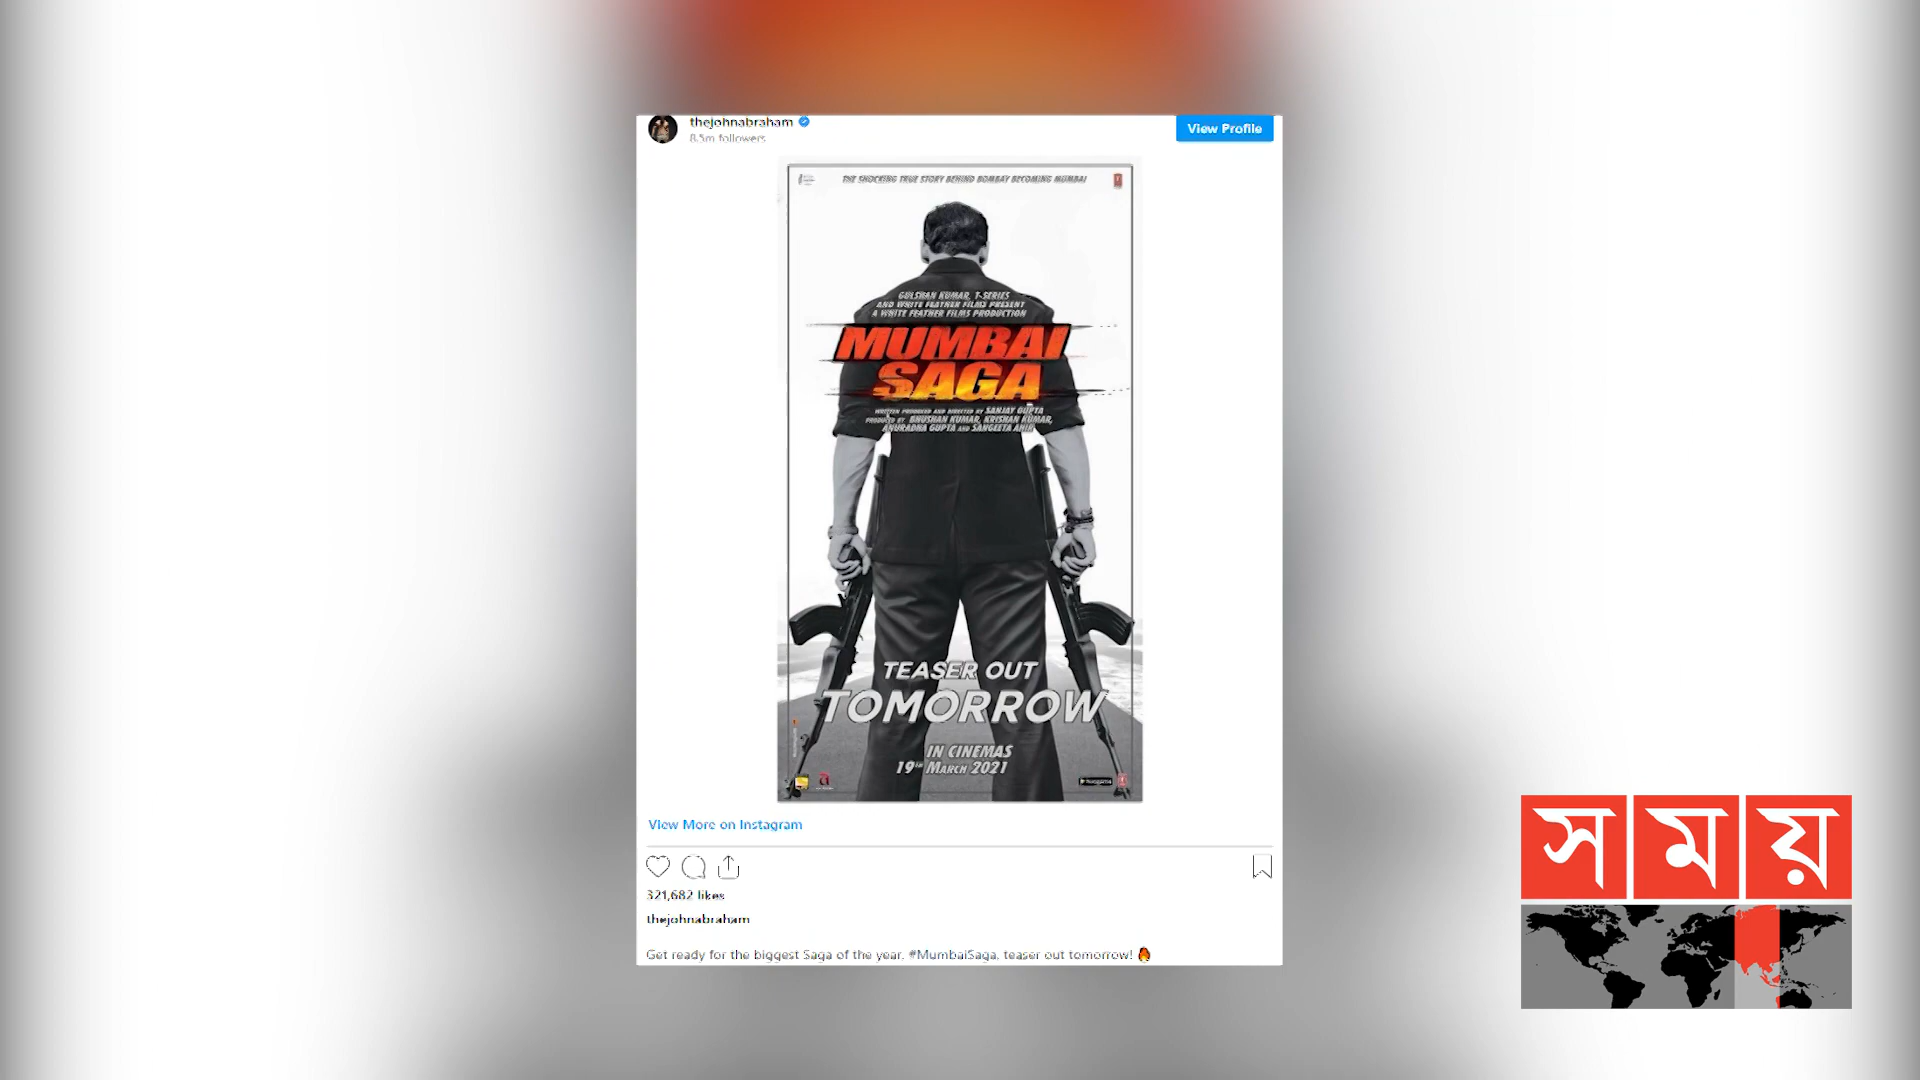 thejohnabraham
8.5m followers
View Profile
THE SHOCKING TRUE STORY BEHIND BOMBAY BECOMING MUMBAI
GULSHAN KUMAR, T-SERIES
AND WHITE FEATHER FILMS PRESENT
A WHITE FEATHER FILMS PRODUCTION
MUMBAI
SAGA
WRITTEN PRODUCED AND DIRECTED BY SANJAY GUPTA
PRODUCED BY BHUSHAN KUMAR, KRISHAN KUMAR,
ANURADHA GUPTA AND SANGEETA AHIR
TEASER OUT
TOMORROW
IN CINEMAS
19TH MARCH 2021
View More on Instagram
321,682 likes
thejohnabraham
Get ready for the biggest Saga of the year. #MumbaiSaga, teaser out tomorrow!
সময়